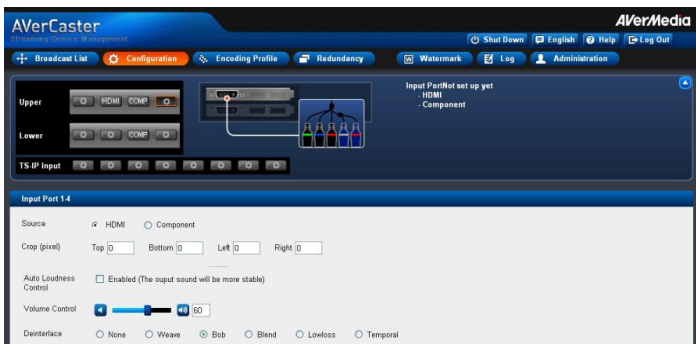 AVerCaster
AVerMedia
Streaming Service Management
Shut Down English Help Log Out
Broadcast List Configuration Encoding Profile Redundancy Watermark Log Administration
Upper HDMI COMP
Input PortNot set up yet
- HDMI
- Component
Lower COMP
TS-IP Input
Input Port 1-4
Source HDMI Component
Crop (pixel) Top 0 Bottom 0 Left 0 Right 0
Auto Loudness Control Enabled (The ouput sound will be more stable)
Volume Control 60
Deinterlace None Weave Bob Blend Lowloss Temporal